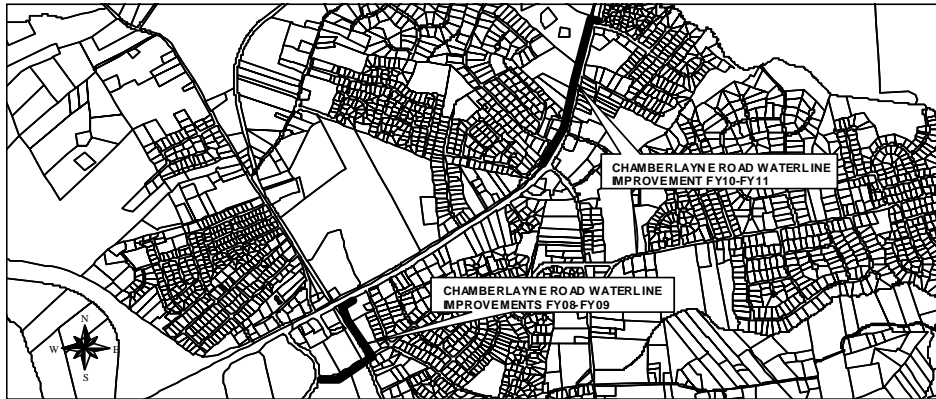 CHAMBERLAYNE ROAD WATERLINE
IMPROVEMENT FY10-FY11
CHAMBERLAYNE ROAD WATERLINE
IMPROVEMENTS FY08-FY09
N
W E
S